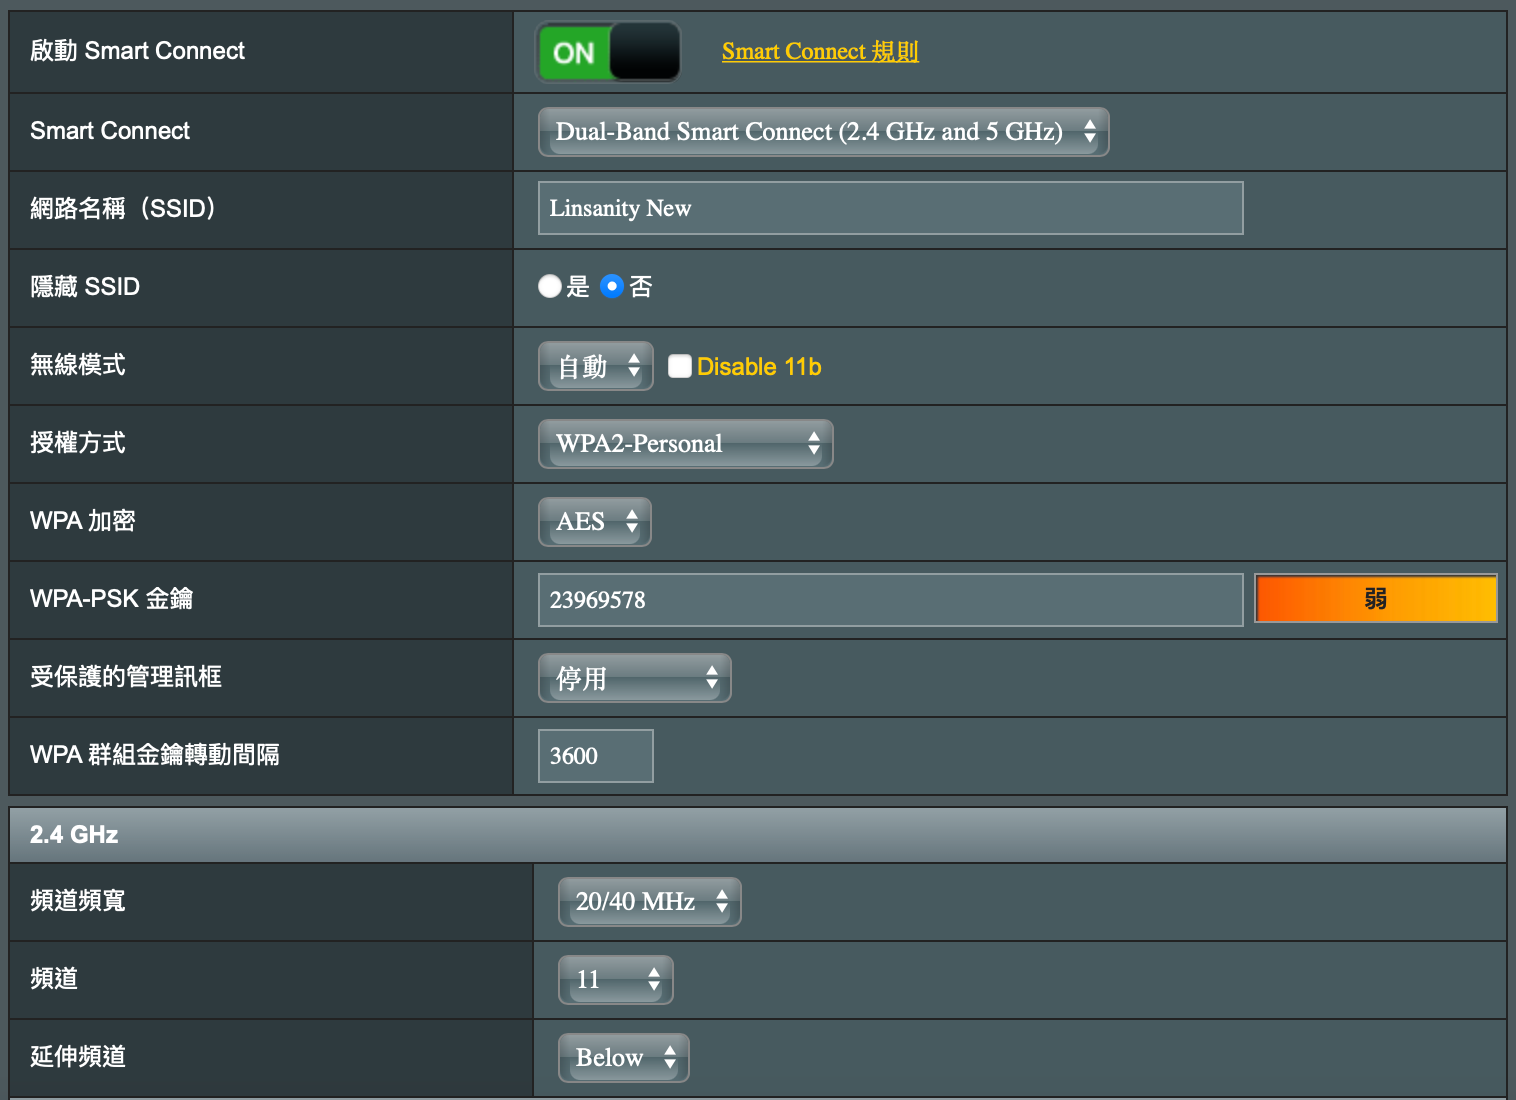 啟動 Smart Connect
ON
Smart Connect 規則
Smart Connect
Dual-Band Smart Connect (2.4 GHz and 5 GHz)
網路名稱（SSID）
Linsanity New
隱藏 SSID
是 否
無線模式
自動
Disable 11b
授權方式
WPA2-Personal
WPA 加密
AES
WPA-PSK 金鑰
23969578
弱
受保護的管理訊框
停用
WPA 群組金鑰轉動間隔
3600
2.4 GHz
頻道頻寬
20/40 MHz
頻道
11
延伸頻道
Below